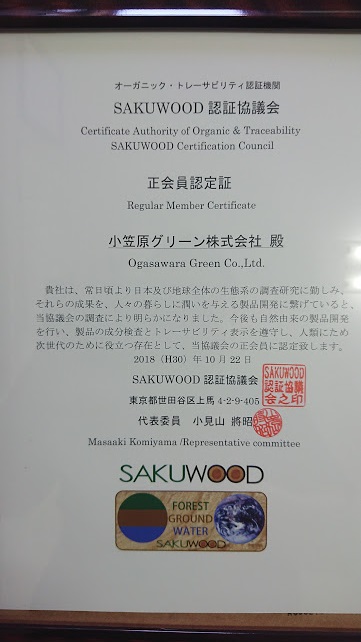 オーガニック・トレーサビリティ認証機関
SAKUWOOD 認証協議会
Certificate Authority of Organic & Traceability
SAKUWOOD Certification Council
正会員認定証
Regular Member Certificate
小笠原グリーン株式会社 殿
Ogasawara Green Co.,Ltd.
貴社は、常日頃より日本及び地球全体の生態系の調査研究に勤しみ、
それらの成果を、人々の暮らしに潤いを与える製品開発に繋げていると、
当協議会の調査により明らかになりました。今後も自然由来の製品開発
を行い、製品の成分検査とトレーサビリティ表示を遵守し、人類にため
次世代のために役立つ存在として、当協議会の正会員に認定致します。
2018（H30）年 10 月 22 日
SAKUWOOD 認証協議会
SAKUWOOD
認証協議
会之印
東京都世田谷区上馬 4-2-9-405
代表委員 小見山 將昭
Masaaki Komiyama /Representative committee
SAKUWOOD
FOREST
GROUND
WATER
SAKUWOOD